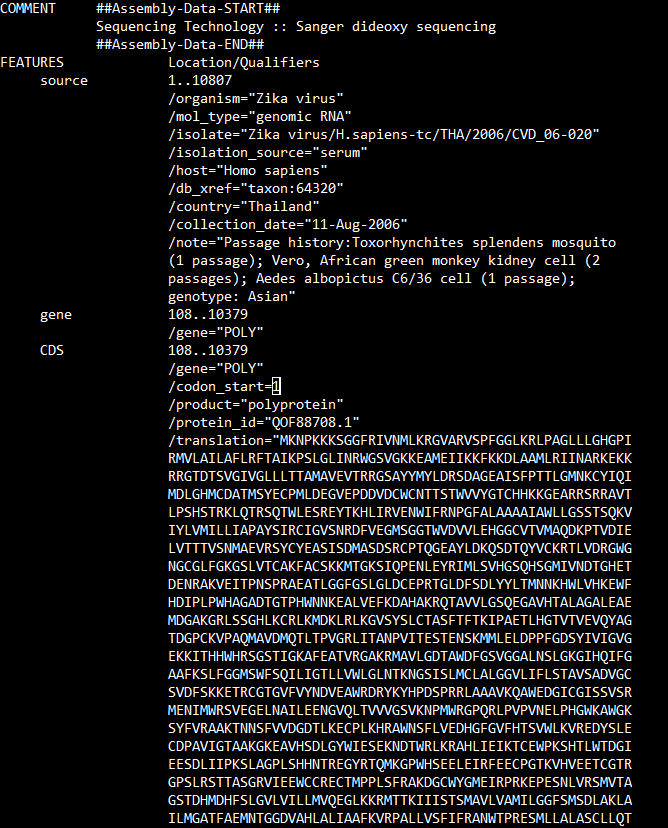 COMMENT     ##Assembly-Data-START##
            Sequencing Technology :: Sanger dideoxy sequencing
            ##Assembly-Data-END##
FEATURES             Location/Qualifiers
     source          1..10807
                     /organism="Zika virus"
                     /mol_type="genomic RNA"
                     /isolate="Zika virus/H.sapiens-tc/THA/2006/CVD_06-020"
                     /isolation_source="serum"
                     /host="Homo sapiens"
                     /db_xref="taxon:64320"
                     /country="Thailand"
                     /collection_date="11-Aug-2006"
                     /note="Passage history:Toxorhynchites splendens mosquito
                     (1 passage); Vero, African green monkey kidney cell (2
                     passages); Aedes albopictus C6/36 cell (1 passage);
                     genotype: Asian"
     gene            108..10379
                     /gene="POLY"
     CDS             108..10379
                     /gene="POLY"
                     /codon_start=1
                     /product="polyprotein"
                     /protein_id="QOF88708.1"
                     /translation="MKNPKKKSGGFRIVNMLKRGVARVSPFGGLKRLPAGLLLGHGPI
                     RMVLAILAFLRFTAIKPSLGLINRWGSVGKKEAMEIIKKFKKDLAAMLRIINARKEKK
                     RRGTDTSVGIVGLLLTTAMAVEVTRRGSAYYMYLDRSDAGEAISFPTTLGMNKCYIQI
                     MDLGHMCDATMSYECPMLDEGVEPDDVDCWCNTTSTWVVYGTCHHKKGEARRSRRAVT
                     LPSHSTRKLQTRSQTWLESREYTKHLIRVENWIFRNPGFALAAAAIAWLLGSSTSQKV
                     IYLVMILLIAPAYSIRCIGVSNRDFVEGMSGGTWVDVVLEHGGCVTVMAQDKPTVDIE
                     LVTTTVSNMAEVRSYCYEASISDMASDSRCPTQGEAYLDKQSDTQYVCKRTLVDRGWG
                     NGCGLFGKGSLVTCAKFACSKKMTGKSIQPENLEYRIMLSVHGSQHSGMIVNDTGHET
                     DENRAKVEITPNSPRAEATLGGFGSLGLDCEPRTGLDFSDLYYLTMNNKHWLVHKEWF
                     HDIPLPWHAGADTGTPHWNNKEALVEFKDAHAKRQTAVVLGSQEGAVHTALAGALEAE
                     MDGAKGRLSSGHLKCRLKMDKLRLKGVSYSLCTASFTFTKIPAETLHGTVTVEVQYAG
                     TDGPCKVPAQMAVDMQTLTPVGRLITANPVITESTENSKMMLELDPPFGDSYIVIGVG
                     EKKITHHWHRSGSTIGKAFEATVRGAKRMAVLGDTAWDFGSVGGALNSLGKGIHQIFG
                     AAFKSLFGGMSWFSQILIGTLLVWLGLNTKNGSISLMCLALGGVLIFLSTAVSADVGC
                     SVDFSKKETRCGTGVFVYNDVEAWRDRYKYHPDSPRRLAAAVKQAWEDGICGISSVSR
                     MENIMWRSVEGELNAILEENGVQLTVVVGSVKNPMWRGPQRLPVPVNELPHGWKAWGK
                     SYFVRAAKTNNSFVVDGDTLKECPLKHRAWNSFLVEDHGFGVFHTSVWLKVREDYSLE
                     CDPAVIGTAAKGKEAVHSDLGYWIESEKNDTWRLKRAHLIEIKTCEWPKSHTLWTDGI
                     EESDLIIPKSLAGPLSHHNTREGYRTQMKGPWHSEELEIRFEECPGTKVHVEETCGTR
                     GPSLRSTTASGRVIEEWCCRECTMPPLSFRAKDGCWYGMEIRPRKEPESNLVRSMVTA
                     GSTDHMDHFSLGVLVILLMVQEGLKKRMTTKIIISTSMAVLVAMILGGFSMSDLAKLA
                     ILMGATFAEMNTGGDVAHLALIAAFKVRPALLVSFIFRANWTPRESMLLALASCLLQT